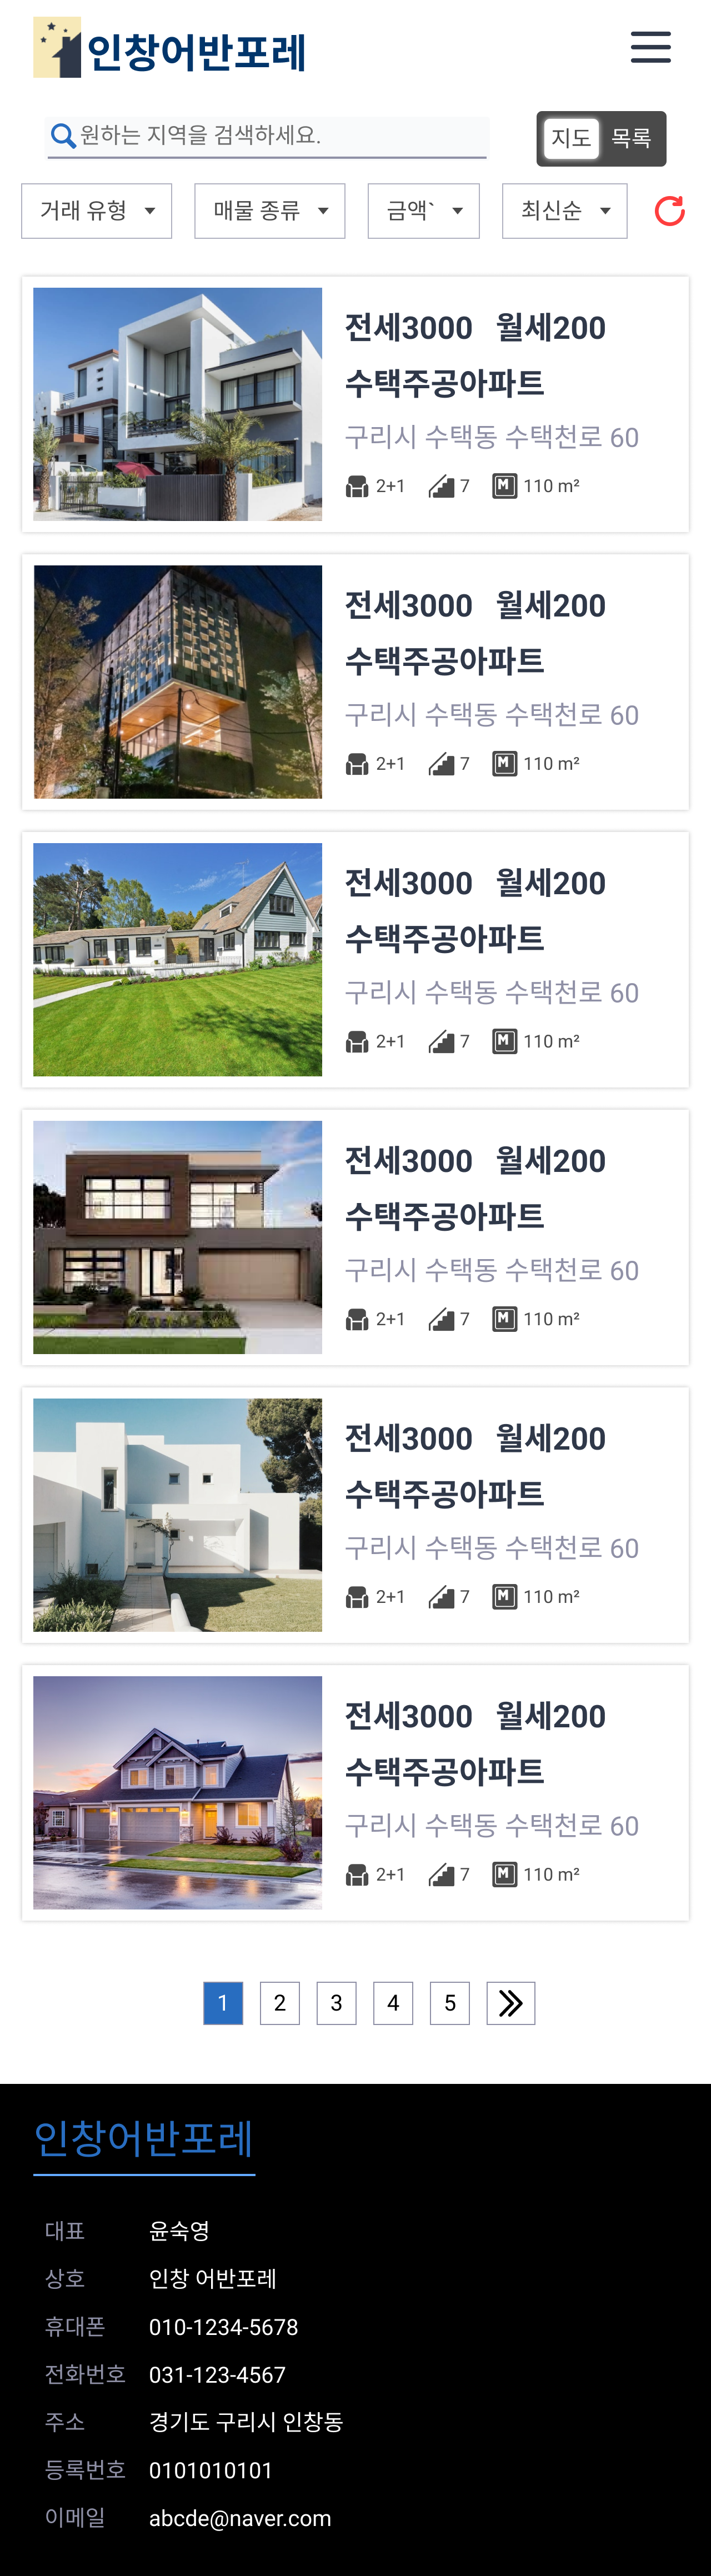 인창어반포레
원하는 지역을 검색하세요.
지도 목록
거래 유형 매물 종류 금액` 최신순
전세3000 월세200
수택주공아파트
구리시 수택동 수택천로 60
2+1 7 M 110 m²
전세3000 월세200
수택주공아파트
구리시 수택동 수택천로 60
2+1 7 M 110 m²
전세3000 월세200
수택주공아파트
구리시 수택동 수택천로 60
2+1 7 M 110 m²
전세3000 월세200
수택주공아파트
구리시 수택동 수택천로 60
2+1 7 M 110 m²
전세3000 월세200
수택주공아파트
구리시 수택동 수택천로 60
2+1 7 M 110 m²
전세3000 월세200
수택주공아파트
구리시 수택동 수택천로 60
2+1 7 M 110 m²
1 2 3 4 5
인창어반포레
대표 윤숙영
상호 인창 어반포레
휴대폰 010-1234-5678
전화번호 031-123-4567
주소 경기도 구리시 인창동
등록번호 0101010101
이메일 abcde@naver.com